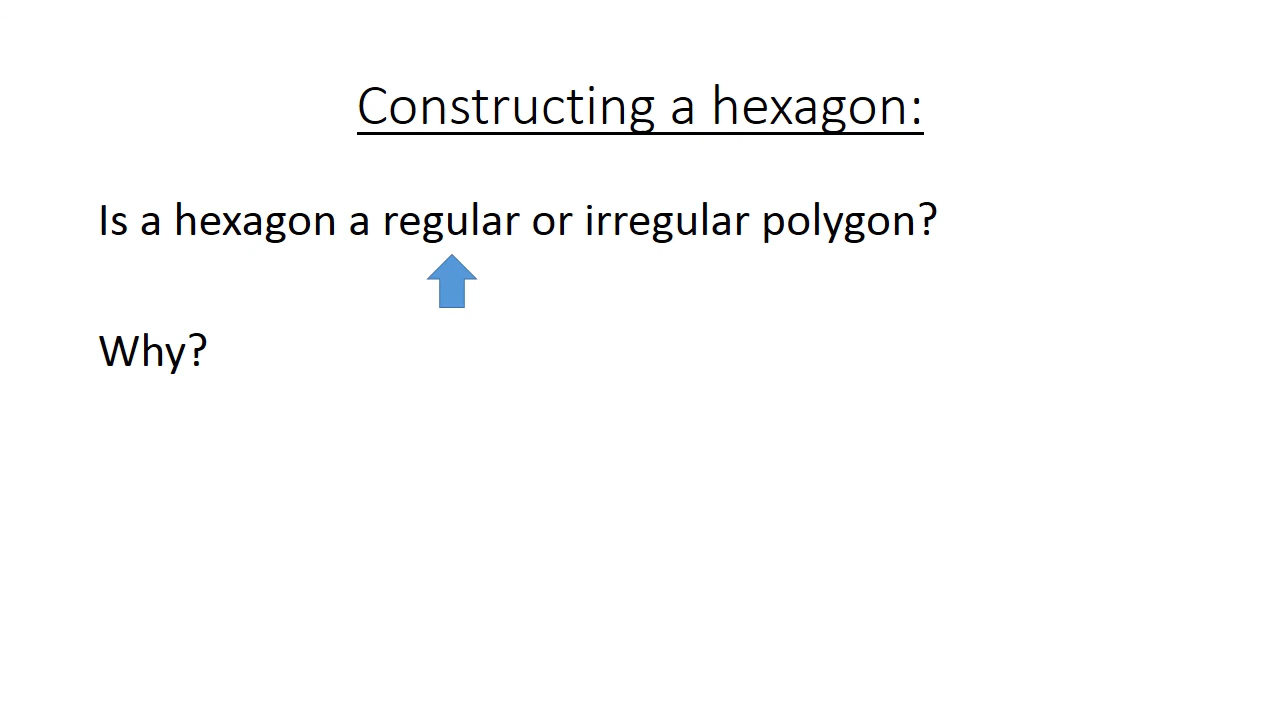 Constructing a hexagon:
Is a hexagon a regular or irregular polygon?
Why?